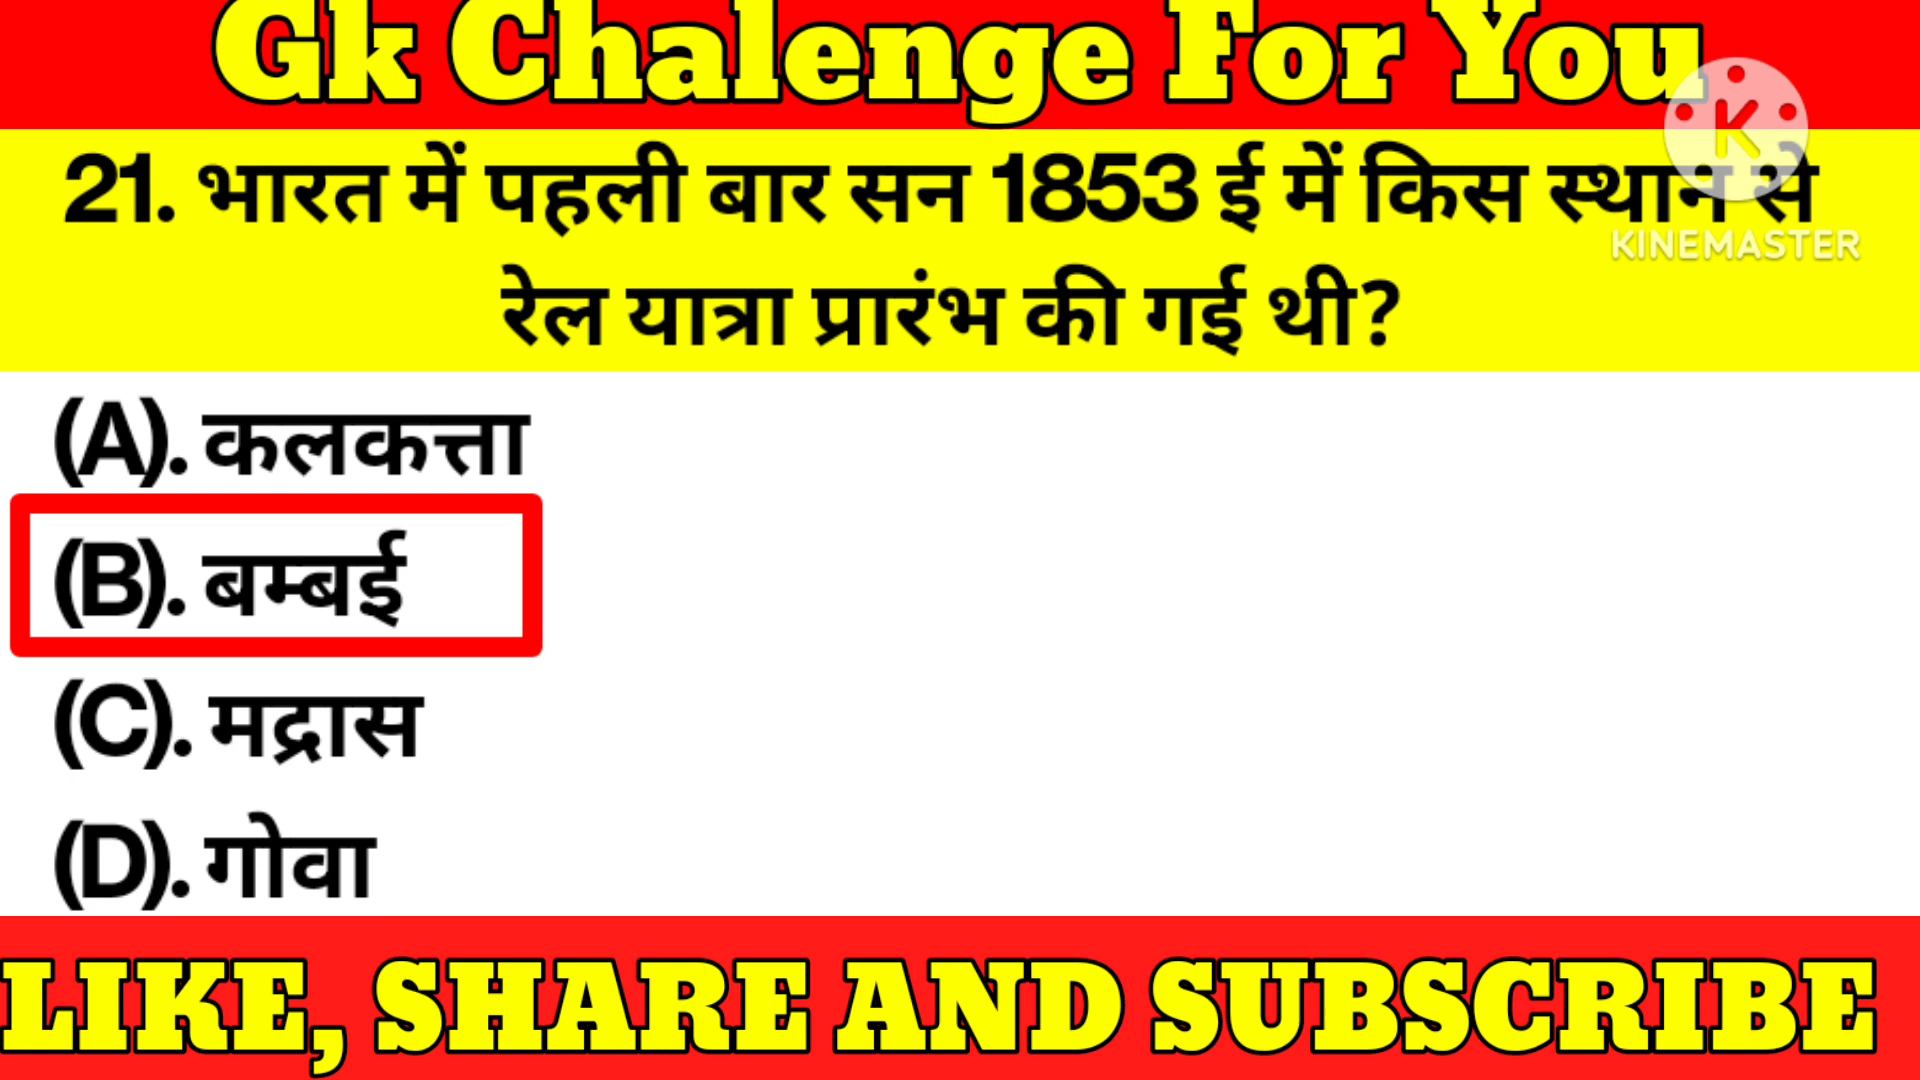 Gk Chalenge For You
K
21. भारत में पहली बार सन 1853 ई में किस स्थान से
KINEMASTER
रेल यात्रा प्रारंभ की गई थी?
(A). कलकत्ता
(B). बम्बई
(C). मद्रास
(D). गोवा
LIKE, SHARE AND SUBSCRIBE